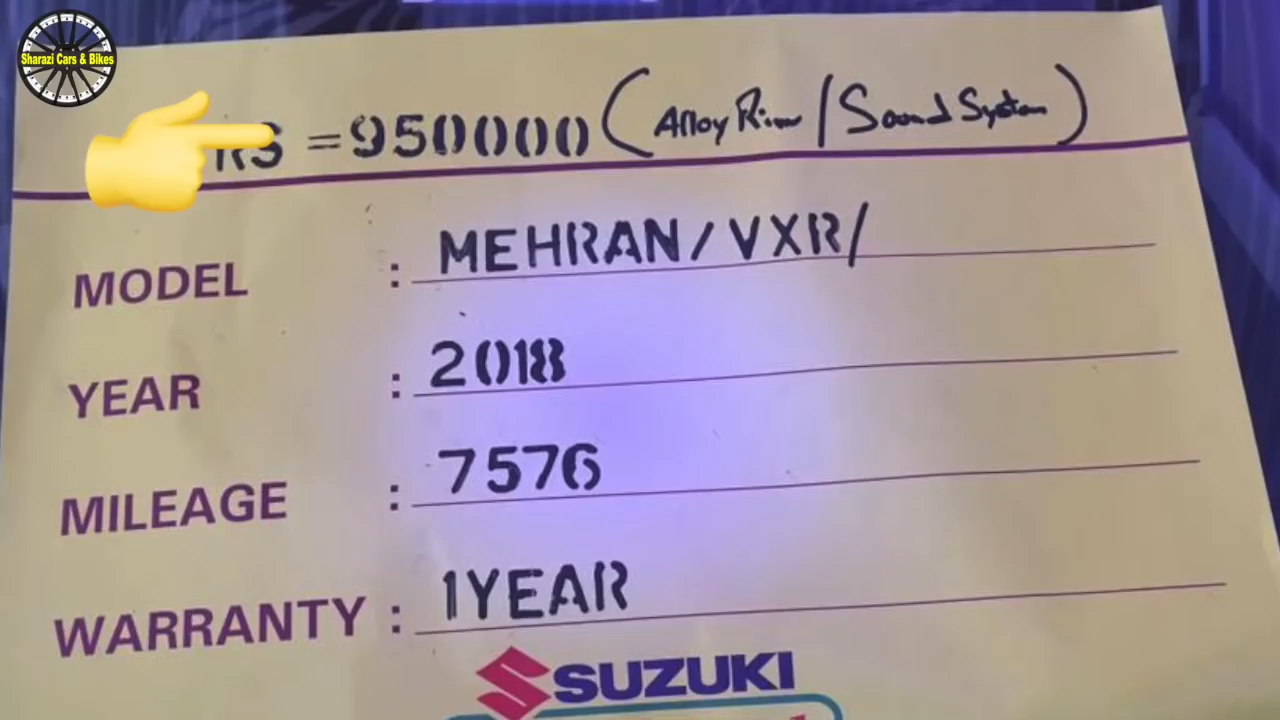 Sharazi Cars & Bikes
RS = 950000 (Alloy Rim / Sound System)
MODEL : MEHRAN / VXR /
YEAR : 2018
MILEAGE : 7576
WARRANTY : 1YEAR
SUZUKI